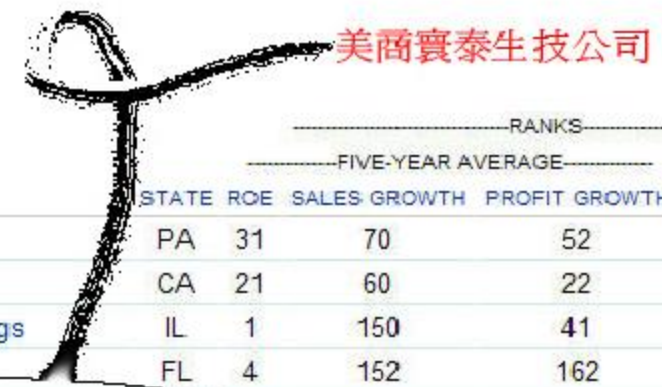 美商寰泰生技公司
RANKS
FIVE-YEAR AVERAGE
STATE ROE SALES GROWTH PROFIT GROWTH
PA 31 70 52
CA 21 60 22
gs IL 1 150 41
FL 4 152 162